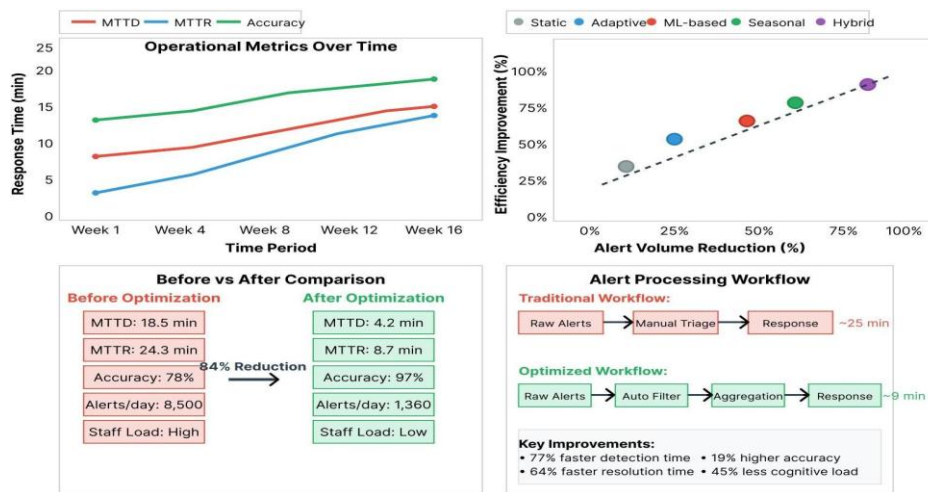 MTTD MTTR Accuracy
Operational Metrics Over Time
Response Time (min)
25
20
15
10
5
0
Week 1 Week 4 Week 8 Week 12 Week 16
Time Period
Static Adaptive ML-based Seasonal Hybrid
Efficiency Improvement (%)
100%
75%
50%
25%
0%
0% 25% 50% 75% 100%
Alert Volume Reduction (%)
Before vs After Comparison
Before Optimization
MTTD: 18.5 min
MTTR: 24.3 min
Accuracy: 78%
Alerts/day: 8,500
Staff Load: High
84% Reduction
After Optimization
MTTD: 4.2 min
MTTR: 8.7 min
Accuracy: 97%
Alerts/day: 1,360
Staff Load: Low
Alert Processing Workflow
Traditional Workflow:
Raw Alerts Manual Triage Response ~25 min
Optimized Workflow:
Raw Alerts Auto Filter Aggregation Response ~9 min
Key Improvements:
• 77% faster detection time • 19% higher accuracy
• 64% faster resolution time • 45% less cognitive load